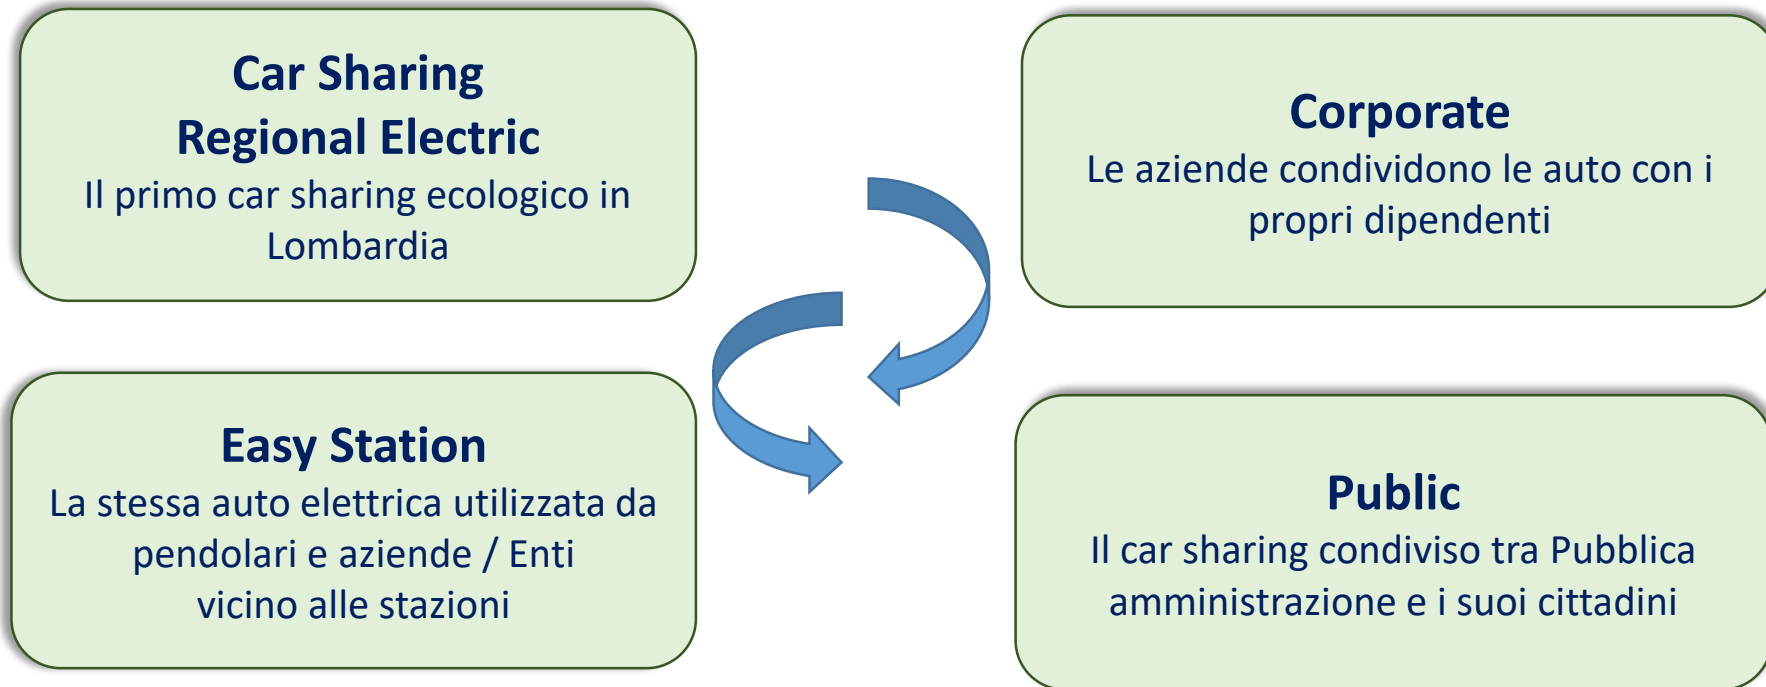 Car Sharing
Regional Electric
Il primo car sharing ecologico in
Lombardia
Corporate
Le aziende condividono le auto con i
propri dipendenti
Easy Station
La stessa auto elettrica utilizzata da
pendolari e aziende / Enti
vicino alle stazioni
Public
Il car sharing condiviso tra Pubblica
amministrazione e i suoi cittadini